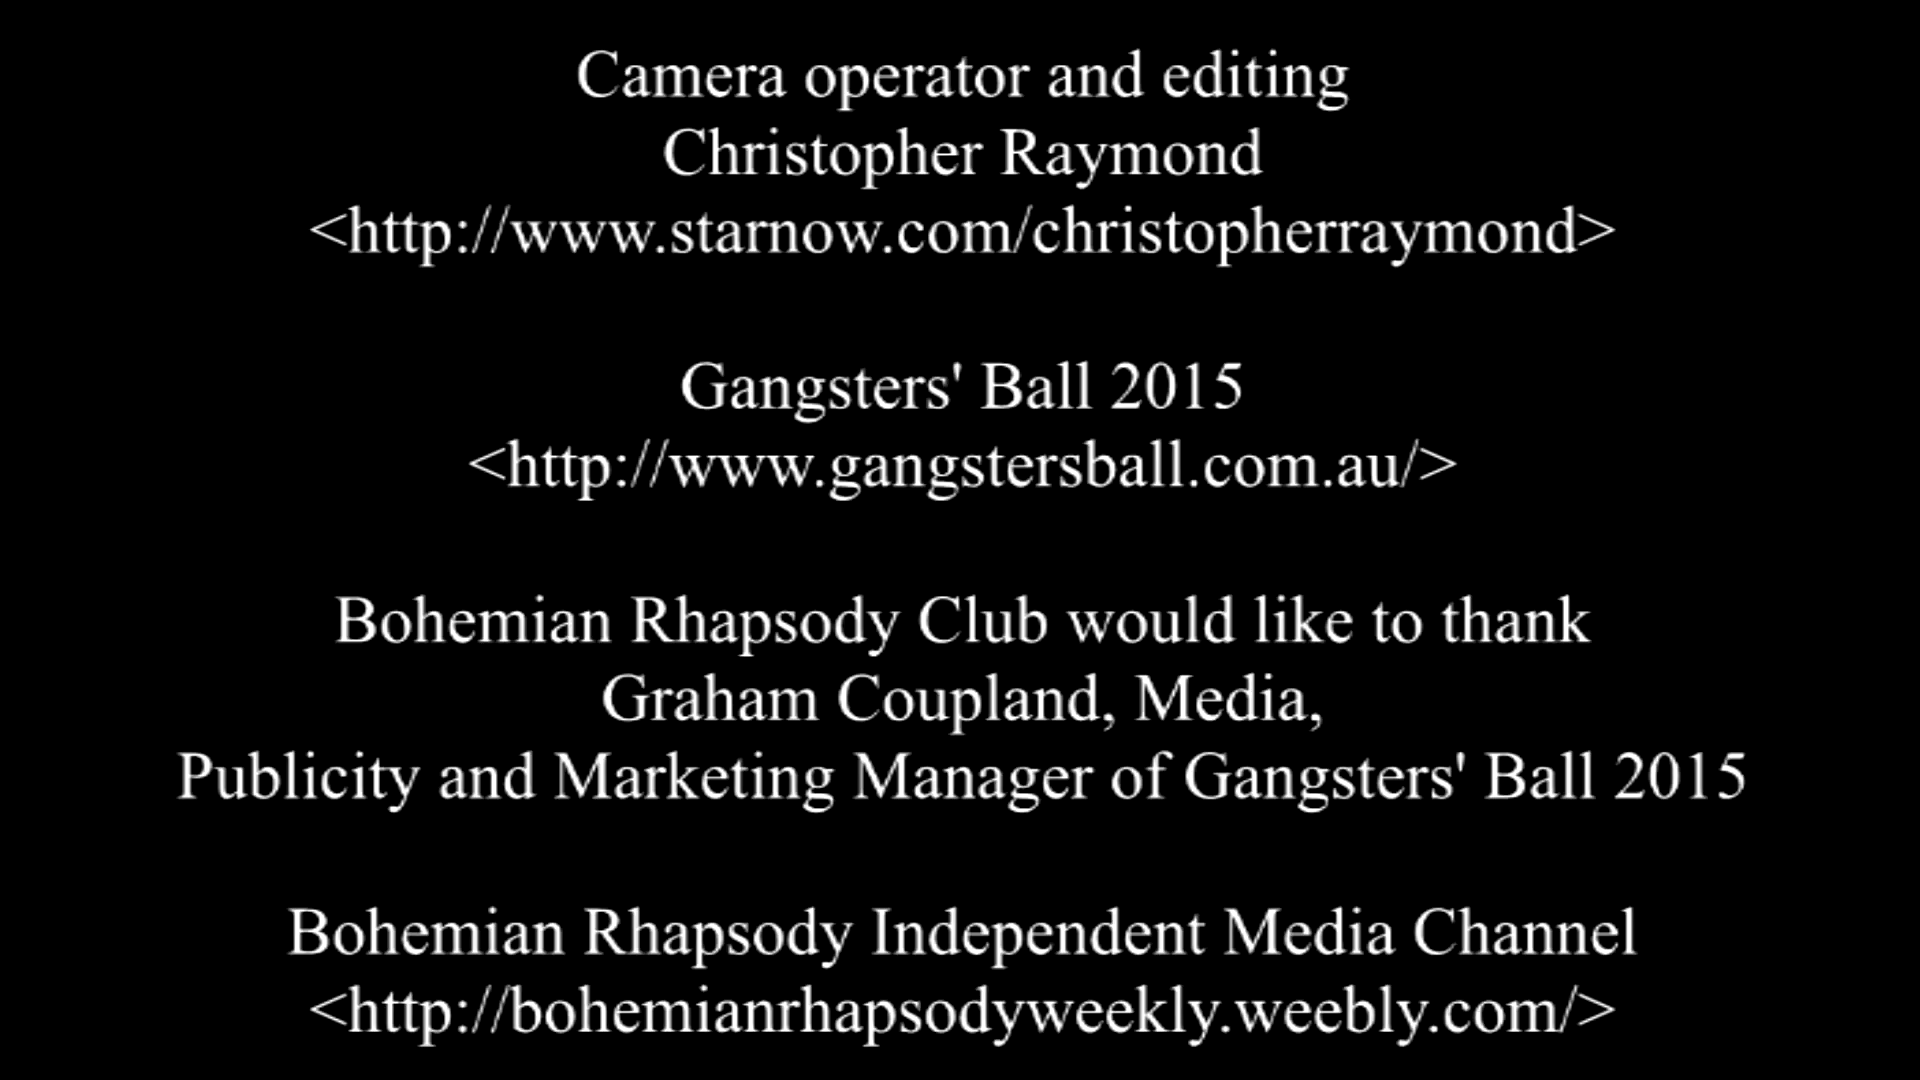 Camera operator and editing
Christopher Raymond
<http://www.starnow.com/christopherraymond>
Gangsters' Ball 2015
<http://www.gangstersball.com.au/>
Bohemian Rhapsody Club would like to thank
Graham Coupland, Media,
Publicity and Marketing Manager of Gangsters' Ball 2015
Bohemian Rhapsody Independent Media Channel
<http://bohemianrhapsodyweekly.weebly.com/>